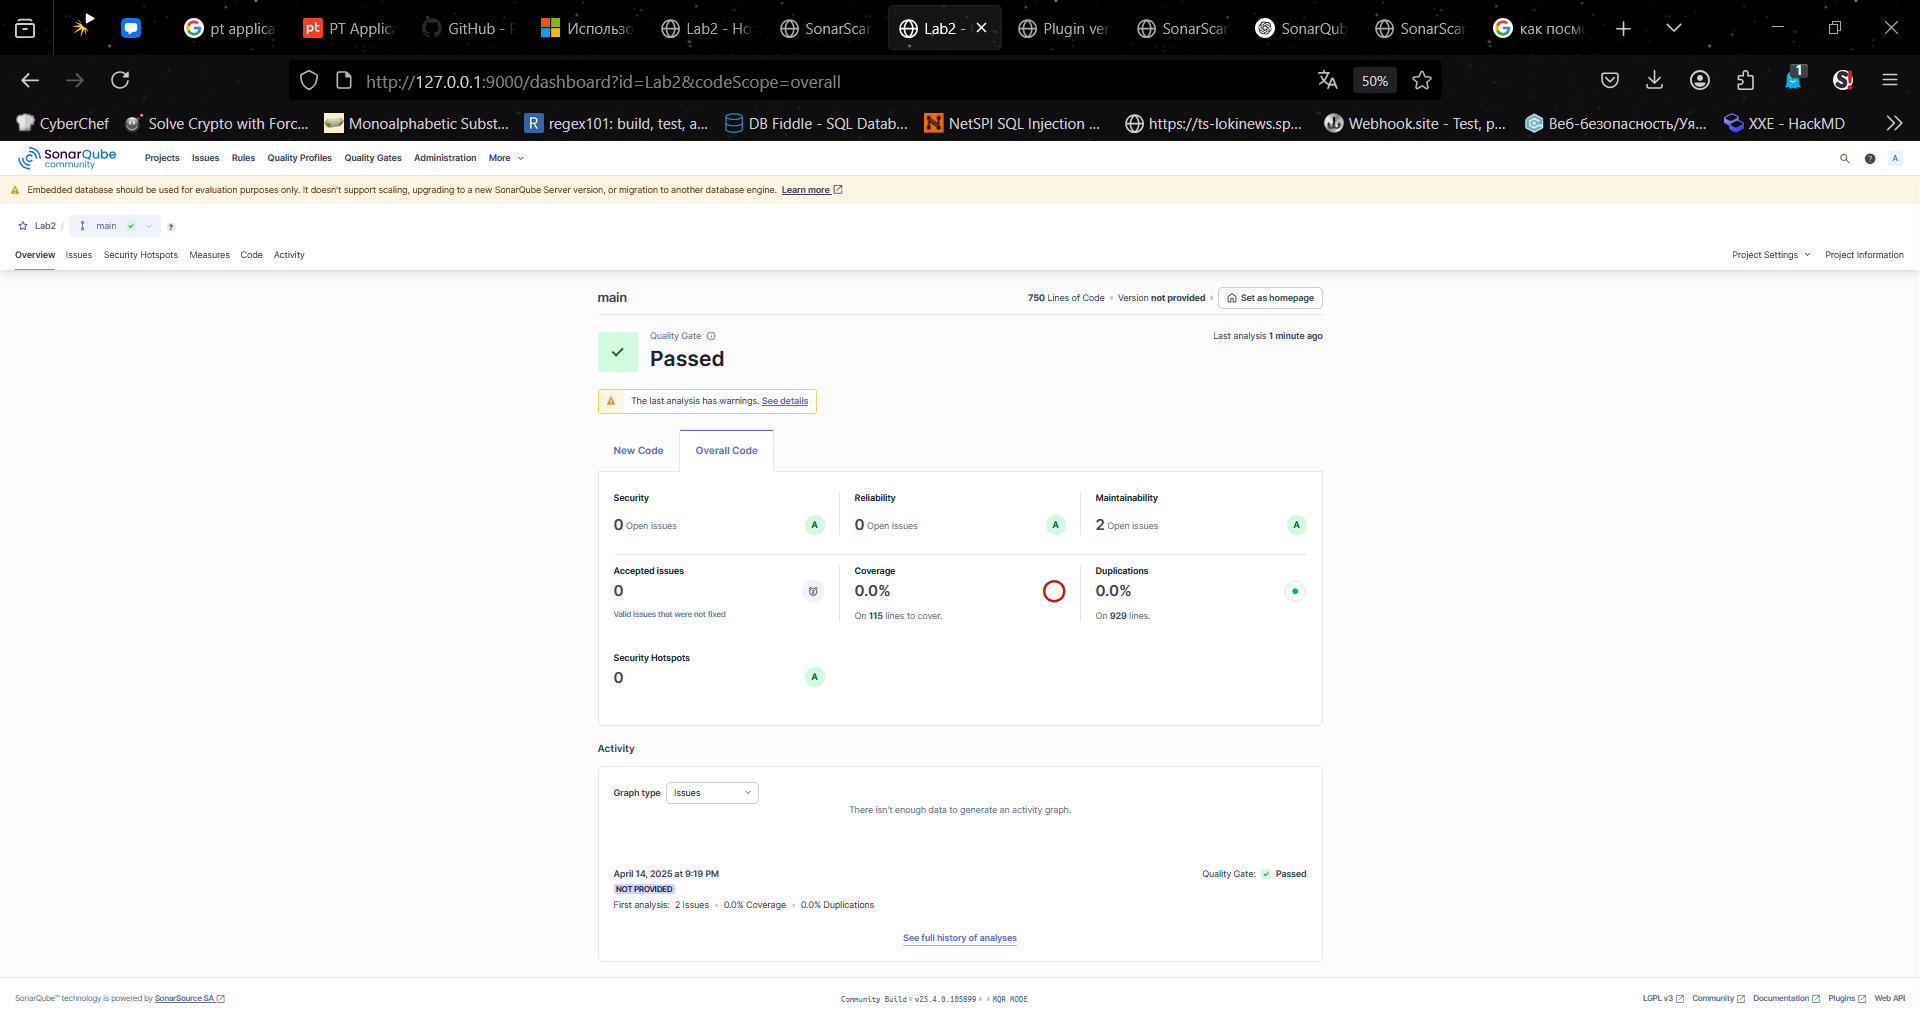 pt applica
PT Applic
GitHub -
Использо
Lab2 - Ho
SonarScar
Lab2 -
Plugin ver
SonarScar
SonarQub
SonarScar
как посмо
http://127.0.0.1:9000/dashboard?id=Lab2&codeScope=overall
50%
1
CyberChef
Solve Crypto with Forc...
Monoalphabetic Subst...
regex101: build, test, a...
DB Fiddle - SQL Datab...
NetSPI SQL Injection ...
https://ts-lokinews.sp...
Webhook.site - Test, p...
Веб-безопасность/Уя...
XXE - HackMD
SonarQube community
Projects
Issues
Rules
Quality Profiles
Quality Gates
Administration
More
A
Embedded database should be used for evaluation purposes only. It doesn't support scaling, upgrading to a new SonarQube Server version, or migration to another database engine. Learn more
Lab2 / main
Overview
Issues
Security Hotspots
Measures
Code
Activity
Project Settings
Project Information
main
750 Lines of Code
Version not provided
Set as homepage
Quality Gate
Passed
Last analysis 1 minute ago
The last analysis has warnings. See details
New Code
Overall Code
Security
0 Open issues
A
Reliability
0 Open issues
A
Maintainability
2 Open issues
A
Accepted issues
0
Valid issues that were not fixed
Coverage
0.0%
On 115 lines to cover.
Duplications
0.0%
On 929 lines.
Security Hotspots
0
A
Activity
Graph type
Issues
There isn't enough data to generate an activity graph.
April 14, 2025 at 9:19 PM
Quality Gate: Passed
NOT PROVIDED
First analysis: 2 Issues • 0.0% Coverage • 0.0% Duplications
See full history of analyses
SonarQube™ technology is powered by SonarSource SA
Community Build • v25.4.0.105899 • • MQR MODE
LGPL v3
Community
Documentation
Plugins
Web API